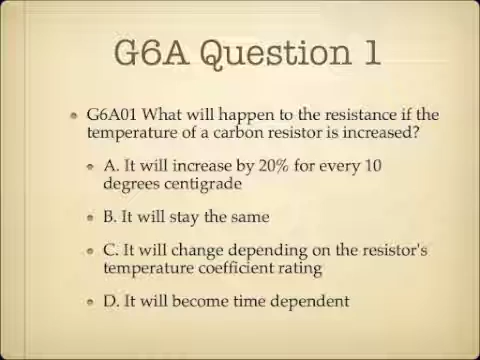 G6A Question 1
G6A01 What will happen to the resistance if the
temperature of a carbon resistor is increased?
A. It will increase by 20% for every 10
degrees centigrade
B. It will stay the same
C. It will change depending on the resistor's
temperature coefficient rating
D. It will become time dependent